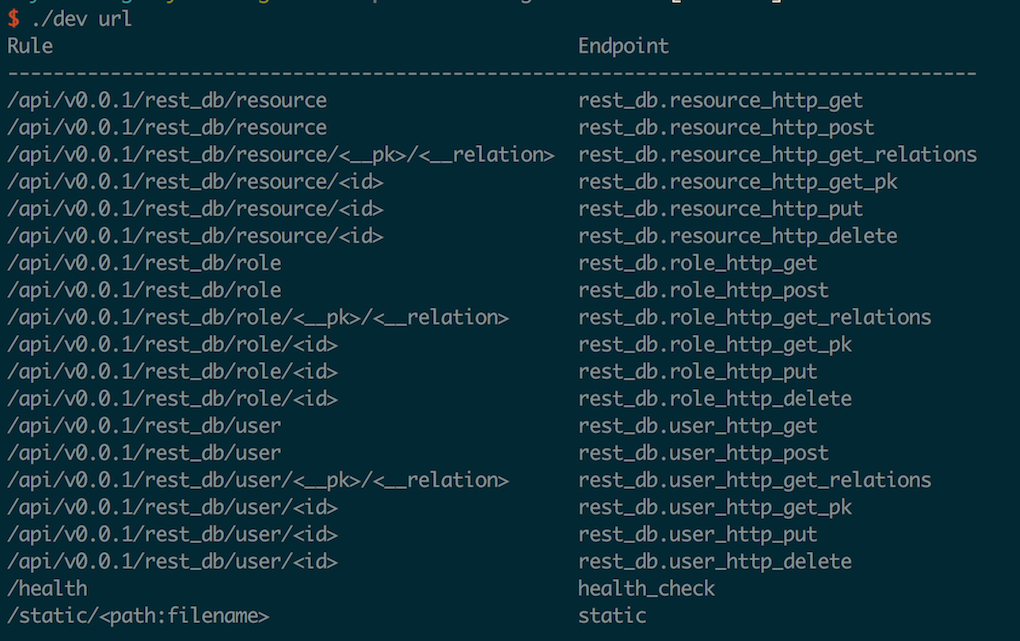 $ ./dev url
Rule Endpoint
-------------------------------------------------------------------------------------
/api/v0.0.1/rest_db/resource rest_db.resource_http_get
/api/v0.0.1/rest_db/resource rest_db.resource_http_post
/api/v0.0.1/rest_db/resource/<__pk>/<__relation> rest_db.resource_http_get_relations
/api/v0.0.1/rest_db/resource/<id> rest_db.resource_http_get_pk
/api/v0.0.1/rest_db/resource/<id> rest_db.resource_http_put
/api/v0.0.1/rest_db/resource/<id> rest_db.resource_http_delete
/api/v0.0.1/rest_db/role rest_db.role_http_get
/api/v0.0.1/rest_db/role rest_db.role_http_post
/api/v0.0.1/rest_db/role/<__pk>/<__relation> rest_db.role_http_get_relations
/api/v0.0.1/rest_db/role/<id> rest_db.role_http_get_pk
/api/v0.0.1/rest_db/role/<id> rest_db.role_http_put
/api/v0.0.1/rest_db/role/<id> rest_db.role_http_delete
/api/v0.0.1/rest_db/user rest_db.user_http_get
/api/v0.0.1/rest_db/user rest_db.user_http_post
/api/v0.0.1/rest_db/user/<__pk>/<__relation> rest_db.user_http_get_relations
/api/v0.0.1/rest_db/user/<id> rest_db.user_http_get_pk
/api/v0.0.1/rest_db/user/<id> rest_db.user_http_put
/api/v0.0.1/rest_db/user/<id> rest_db.user_http_delete
/health health_check
/static/<path:filename> static